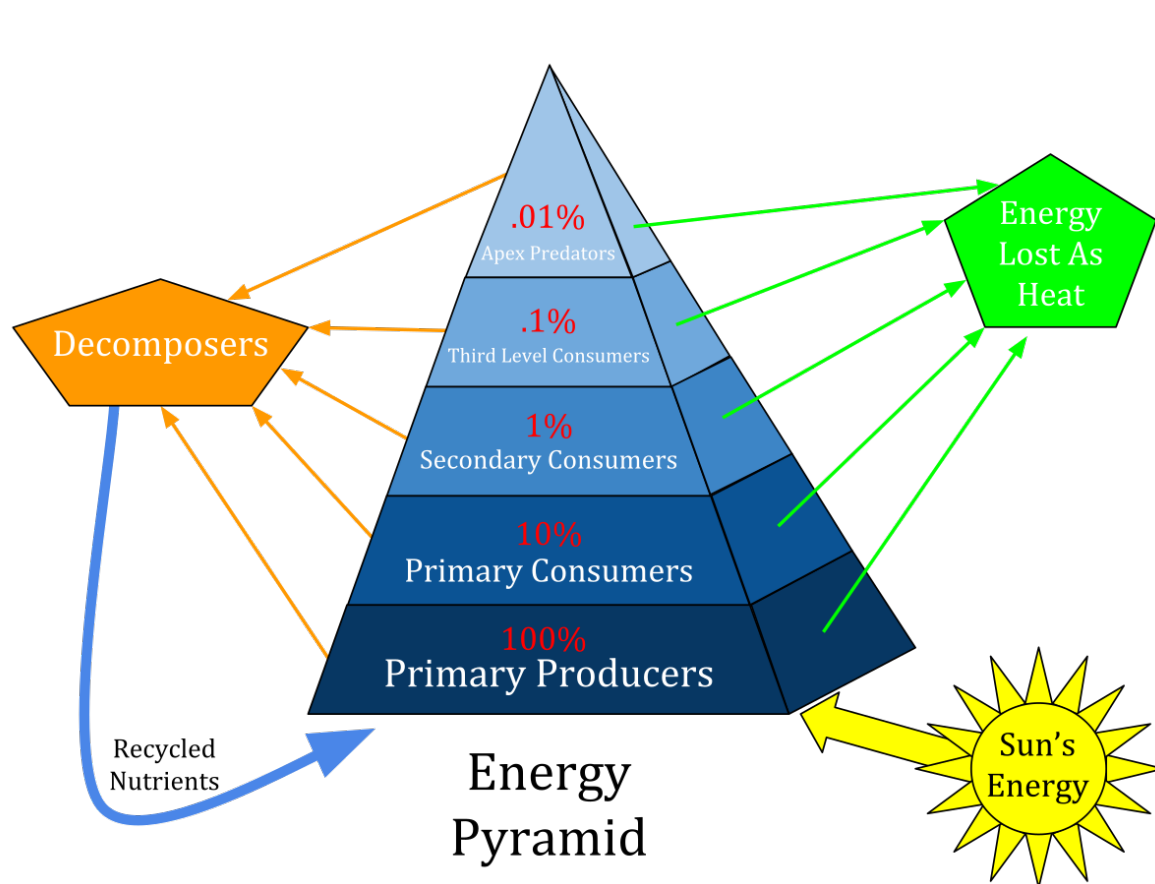 .01%
Apex Predators
.1%
Third Level Consumers
1%
Secondary Consumers
10%
Primary Consumers
100%
Primary Producers
Decomposers
Energy
Lost As
Heat
Recycled
Nutrients
Sun's
Energy
Energy
Pyramid